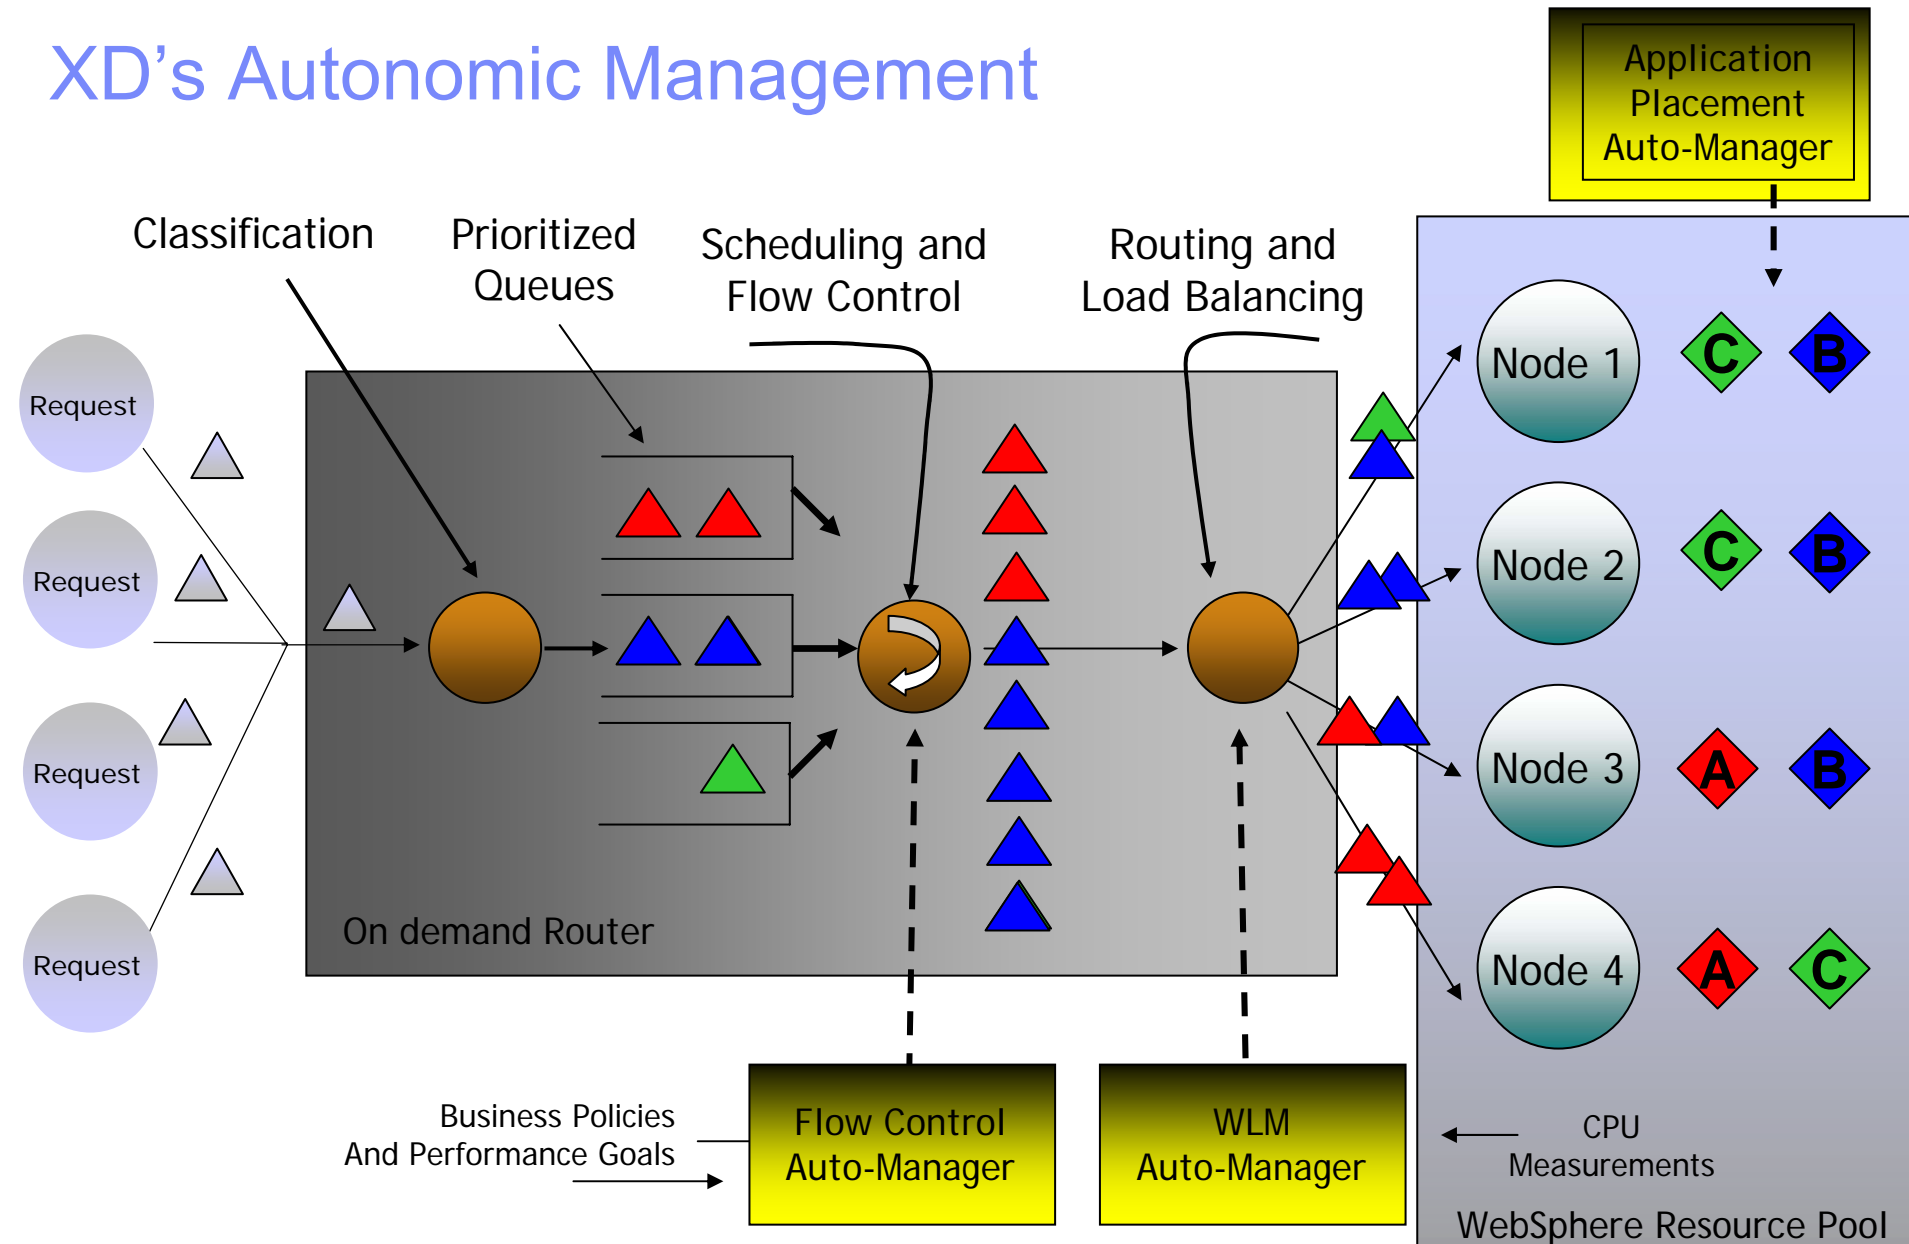 XD's Autonomic Management
Application
Placement
Auto-Manager
Classification
Prioritized
Queues
Scheduling and
Flow Control
Routing and
Load Balancing
Request
Request
Request
Request
On demand Router
Node 1
C
B
Node 2
C
B
Node 3
A
B
Node 4
A
C
Business Policies
And Performance Goals
Flow Control
Auto-Manager
WLM
Auto-Manager
CPU
Measurements
WebSphere Resource Pool